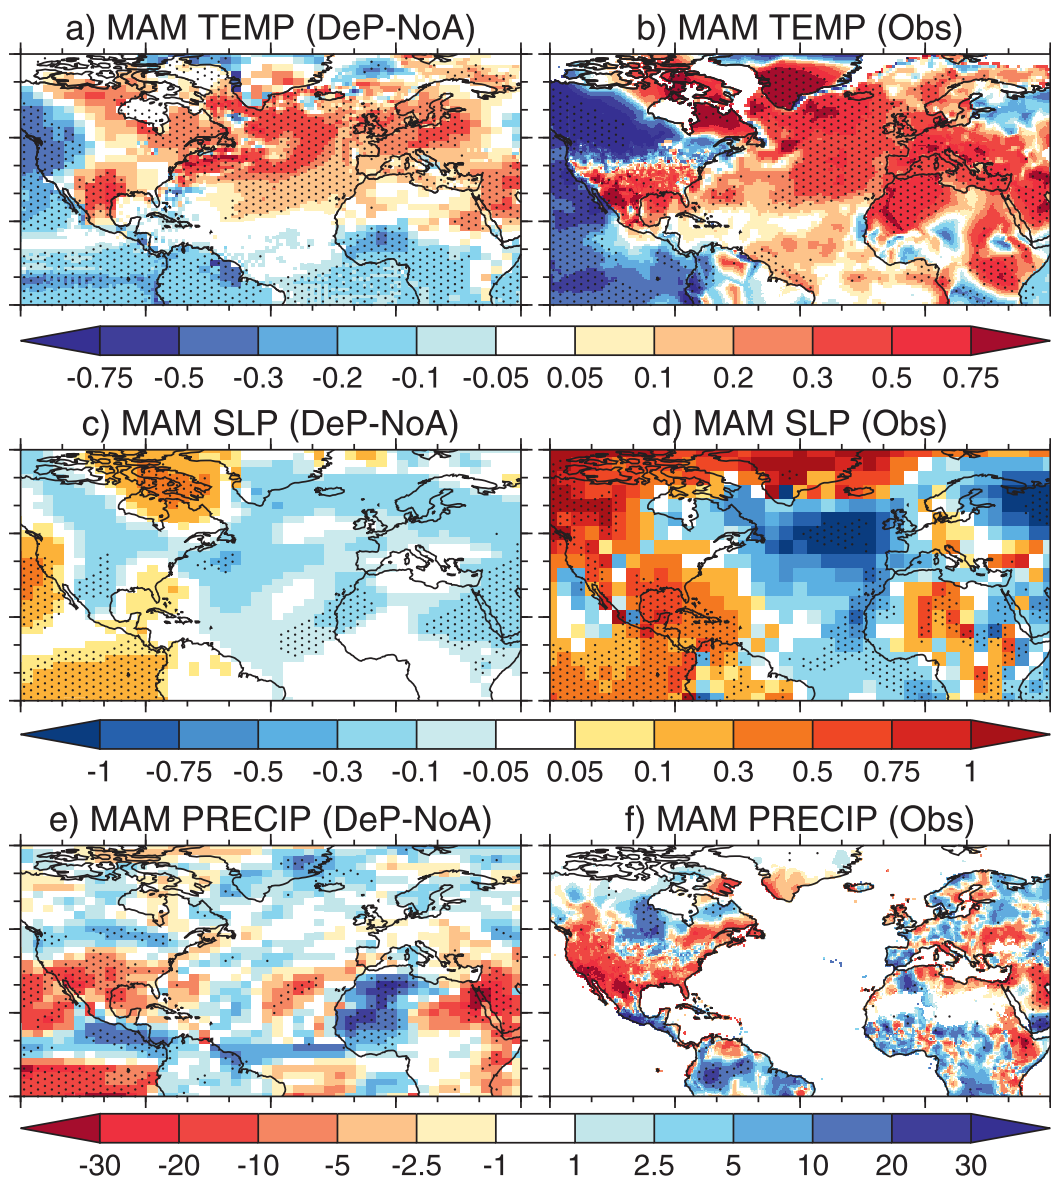 a) MAM TEMP (DeP-NoA) b) MAM TEMP (Obs)
-0.75 -0.5 -0.3 -0.2 -0.1 -0.05 0.05 0.1 0.2 0.3 0.5 0.75
c) MAM SLP (DeP-NoA) d) MAM SLP (Obs)
-1 -0.75 -0.5 -0.3 -0.1 -0.05 0.05 0.1 0.3 0.5 0.75 1
e) MAM PRECIP (DeP-NoA) f) MAM PRECIP (Obs)
-30 -20 -10 -5 -2.5 -1 1 2.5 5 10 20 30